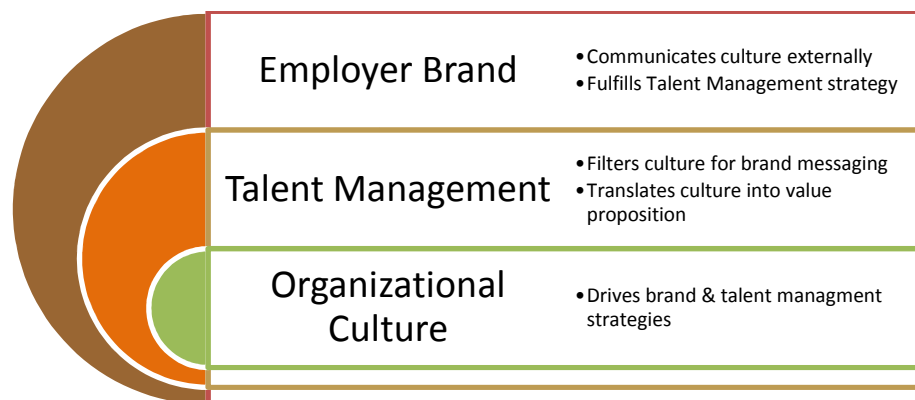 Employer Brand
•Communicates culture externally
•Fulfills Talent Management strategy
Talent Management
•Filters culture for brand messaging
•Translates culture into value
proposition
Organizational
Culture
•Drives brand & talent managment
strategies